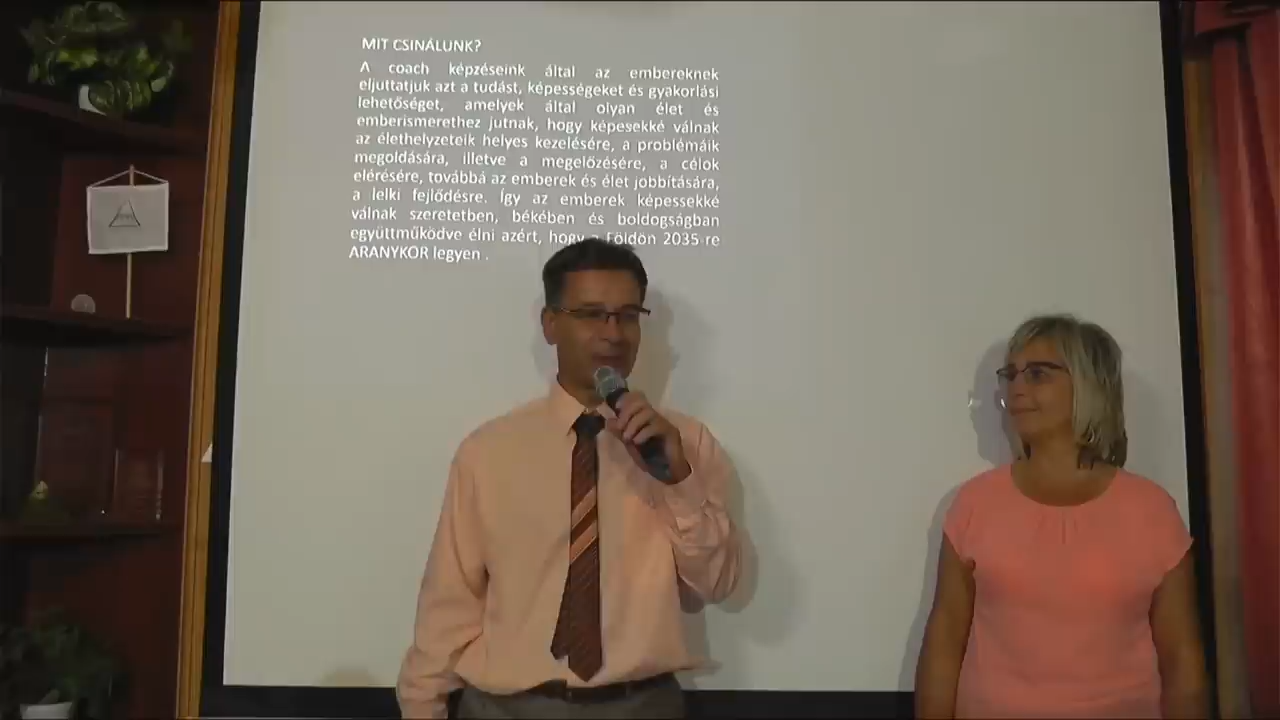 MIT CSINÁLUNK?
A coach képzéseink által az embereknek
eljuttatjuk azt a tudást, képességeket és gyakorlási
lehetőséget, amelyek által olyan élet és
emberismerethez jutnak, hogy képesekké válnak
az élethelyzeteik helyes kezelésére, a problémáik
megoldására, illetve a megelőzésére, a célok
elérésére, továbbá az emberek és élet jobbítására,
a lelki fejlődésre. Így az emberek képessekké
válnak szeretetben, békében és boldogságban
együttműködve élni azért, hogy a Földön 2035-re
ARANYKOR legyen .